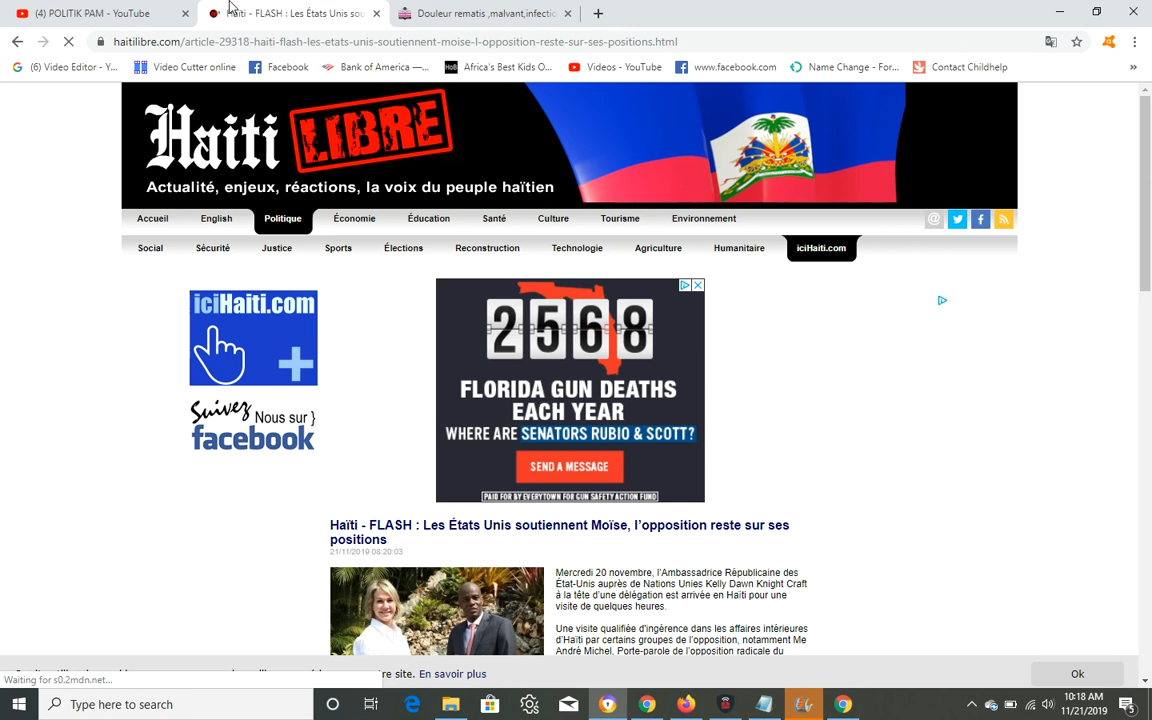 (4) POLITIK PAM - YouTube
Haïti - FLASH : Les États Unis sou
Douleur rematis ,malvant,infectio
haitilibre.com/article-29318-haiti-flash-les-etats-unis-soutiennent-moise-l-opposition-reste-sur-ses-positions.html
(6) Video Editor - Y...
Video Cutter online
Facebook
Bank of America —...
Africa's Best Kids O...
Videos - YouTube
www.facebook.com
Name Change - For...
Contact Childhelp
Haiti LIBRE
Actualité, enjeux, réactions, la voix du peuple haïtien
Accueil English Politique Économie Éducation Santé Culture Tourisme Environnement
Social Sécurité Justice Sports Élections Reconstruction Technologie Agriculture Humanitaire iciHaiti.com
iciHaiti.com
Suivez Nous sur }
facebook
2568
FLORIDA GUN DEATHS
EACH YEAR
WHERE ARE SENATORS RUBIO & SCOTT?
SEND A MESSAGE
PAID FOR BY EVERYTOWN FOR GUN SAFETY ACTION FUND
Haïti - FLASH : Les États Unis soutiennent Moïse, l'opposition reste sur ses
positions
21/11/2019 08:20:03
Mercredi 20 novembre, l'Ambassadrice Républicaine des
État-Unis auprès de Nations Unies Kelly Dawn Knight Craft
à la tête d'une délégation est arrivée en Haïti pour une
visite de quelques heures.
Une visite qualifiée d'ingérence dans les affaires intérieures
d'Haïti par certains groupes de l'opposition, notamment Me
André Michel, Porte-parole de l'opposition radicale du
site. En savoir plus
Ok
Waiting for s0.2mdn.net...
Type here to search
10:18 AM
11/21/2019
5